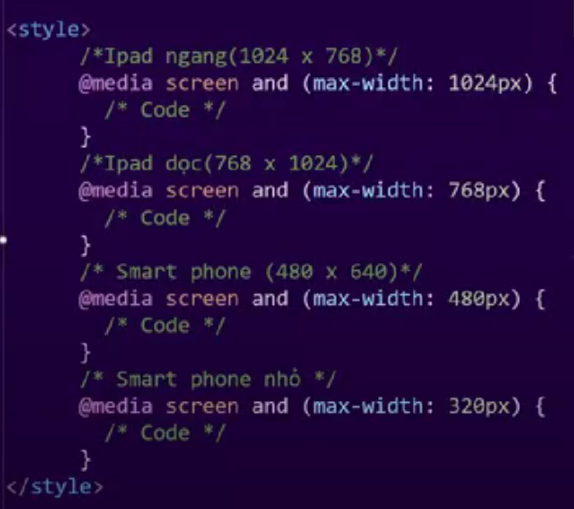 <style>
/*Ipad ngang(1024 x 768)*/
@media screen and (max-width: 1024px) {
/* Code */
}
/*Ipad dọc(768 x 1024)*/
@media screen and (max-width: 768px) {
/* Code */
}
/* Smart phone (480 x 640)*/
@media screen and (max-width: 480px) {
/* Code */
}
/* Smart phone nhỏ */
@media screen and (max-width: 320px) {
/* Code */
}
</style>